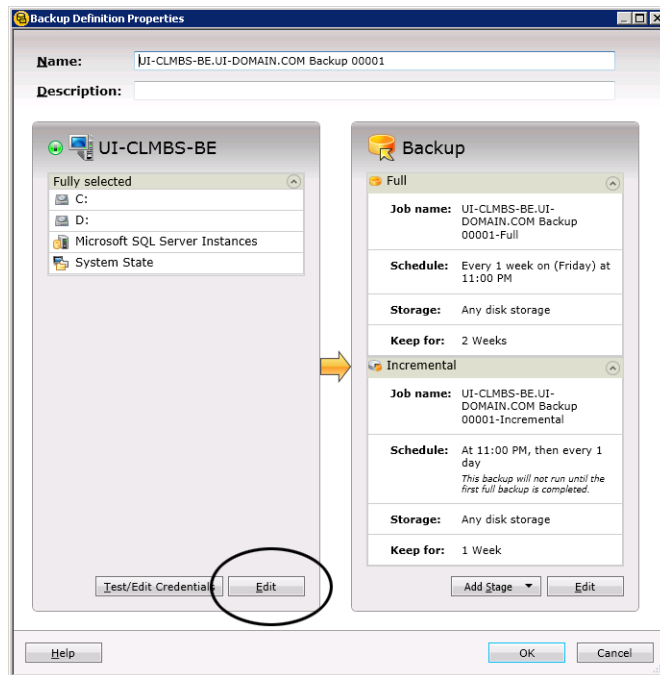 Backup Definition Properties
Name: UI-CLMBS-BE.UI-DOMAIN.COM Backup 00001
Description:
UI-CLMBS-BE
Fully selected
C:
D:
Microsoft SQL Server Instances
System State
Test/Edit Credentials
Edit
Backup
Full
Job name: UI-CLMBS-BE.UI-
DOMAIN.COM Backup
00001-Full
Schedule: Every 1 week on (Friday) at
11:00 PM
Storage: Any disk storage
Keep for: 2 Weeks
Incremental
Job name: UI-CLMBS-BE.UI-
DOMAIN.COM Backup
00001-Incremental
Schedule: At 11:00 PM, then every 1
day
This backup will not run until the
first full backup is completed.
Storage: Any disk storage
Keep for: 1 Week
Add Stage
Edit
Help
OK
Cancel